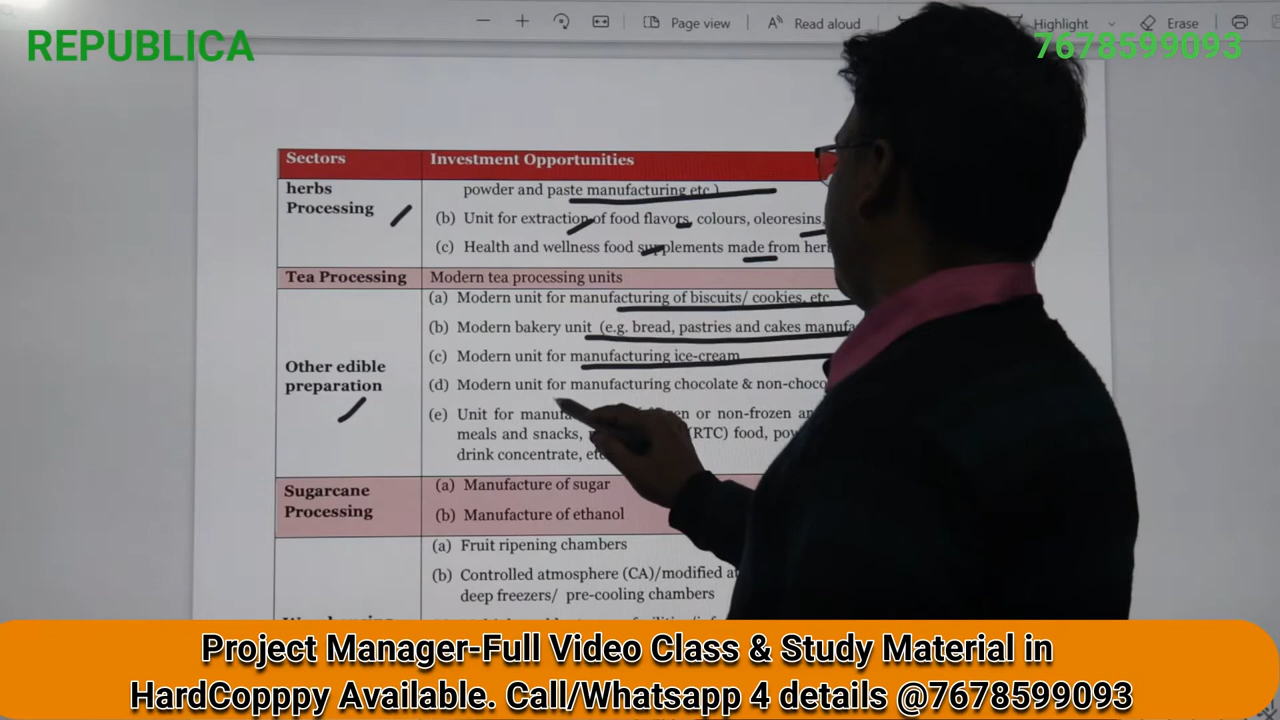 Page view
Read aloud
Highlight
Erase
REPUBLICA
7678599093
Sectors
Investment Opportunities
herbs
Processing
powder and paste manufacturing etc.)
(b) Unit for extraction of food flavors, colours, oleoresins,
(c) Health and wellness food supplements made from
Tea Processing
Modern tea processing units
Other edible
preparation
(a) Modern unit for manufacturing of biscuits/ cookies, etc
(b) Modern bakery unit (e.g. bread, pastries and cakes
(c) Modern unit for manufacturing ice-cream
(d) Modern unit for manufacturing chocolate &
(e) Unit for or non-frozen
meals and snacks, (RTC) food,
drink concentrate,
Sugarcane
Processing
(a) Manufacture of sugar
(b) Manufacture of ethanol
(a) Fruit ripening chambers
(b) Controlled atmosphere (CA)/modified
deep freezers/ pre-cooling chambers
Project Manager-Full Video Class & Study Material in
HardCopppy Available. Call/Whatsapp 4 details @7678599093